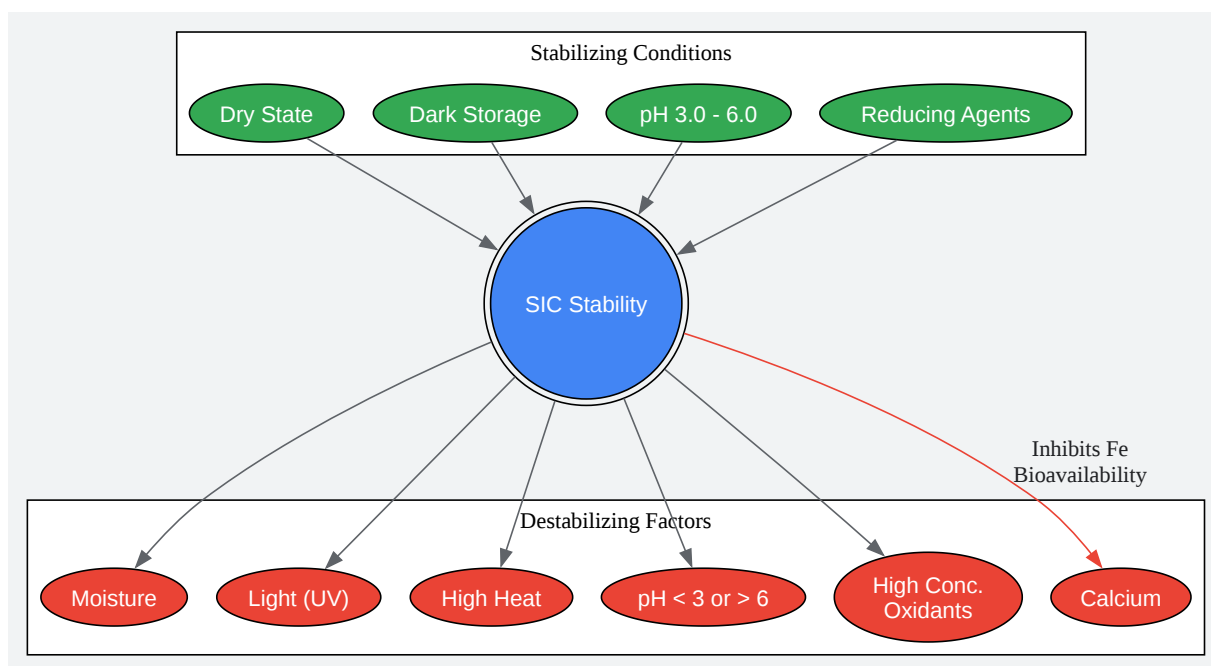 Stabilizing Conditions
Dry State
Dark Storage
pH 3.0 - 6.0
Reducing Agents
SIC Stability
Inhibits Fe
Bioavailability
Destabilizing Factors
Moisture
Light (UV)
High Heat
pH < 3 or > 6
High Conc.
Oxidants
Calcium